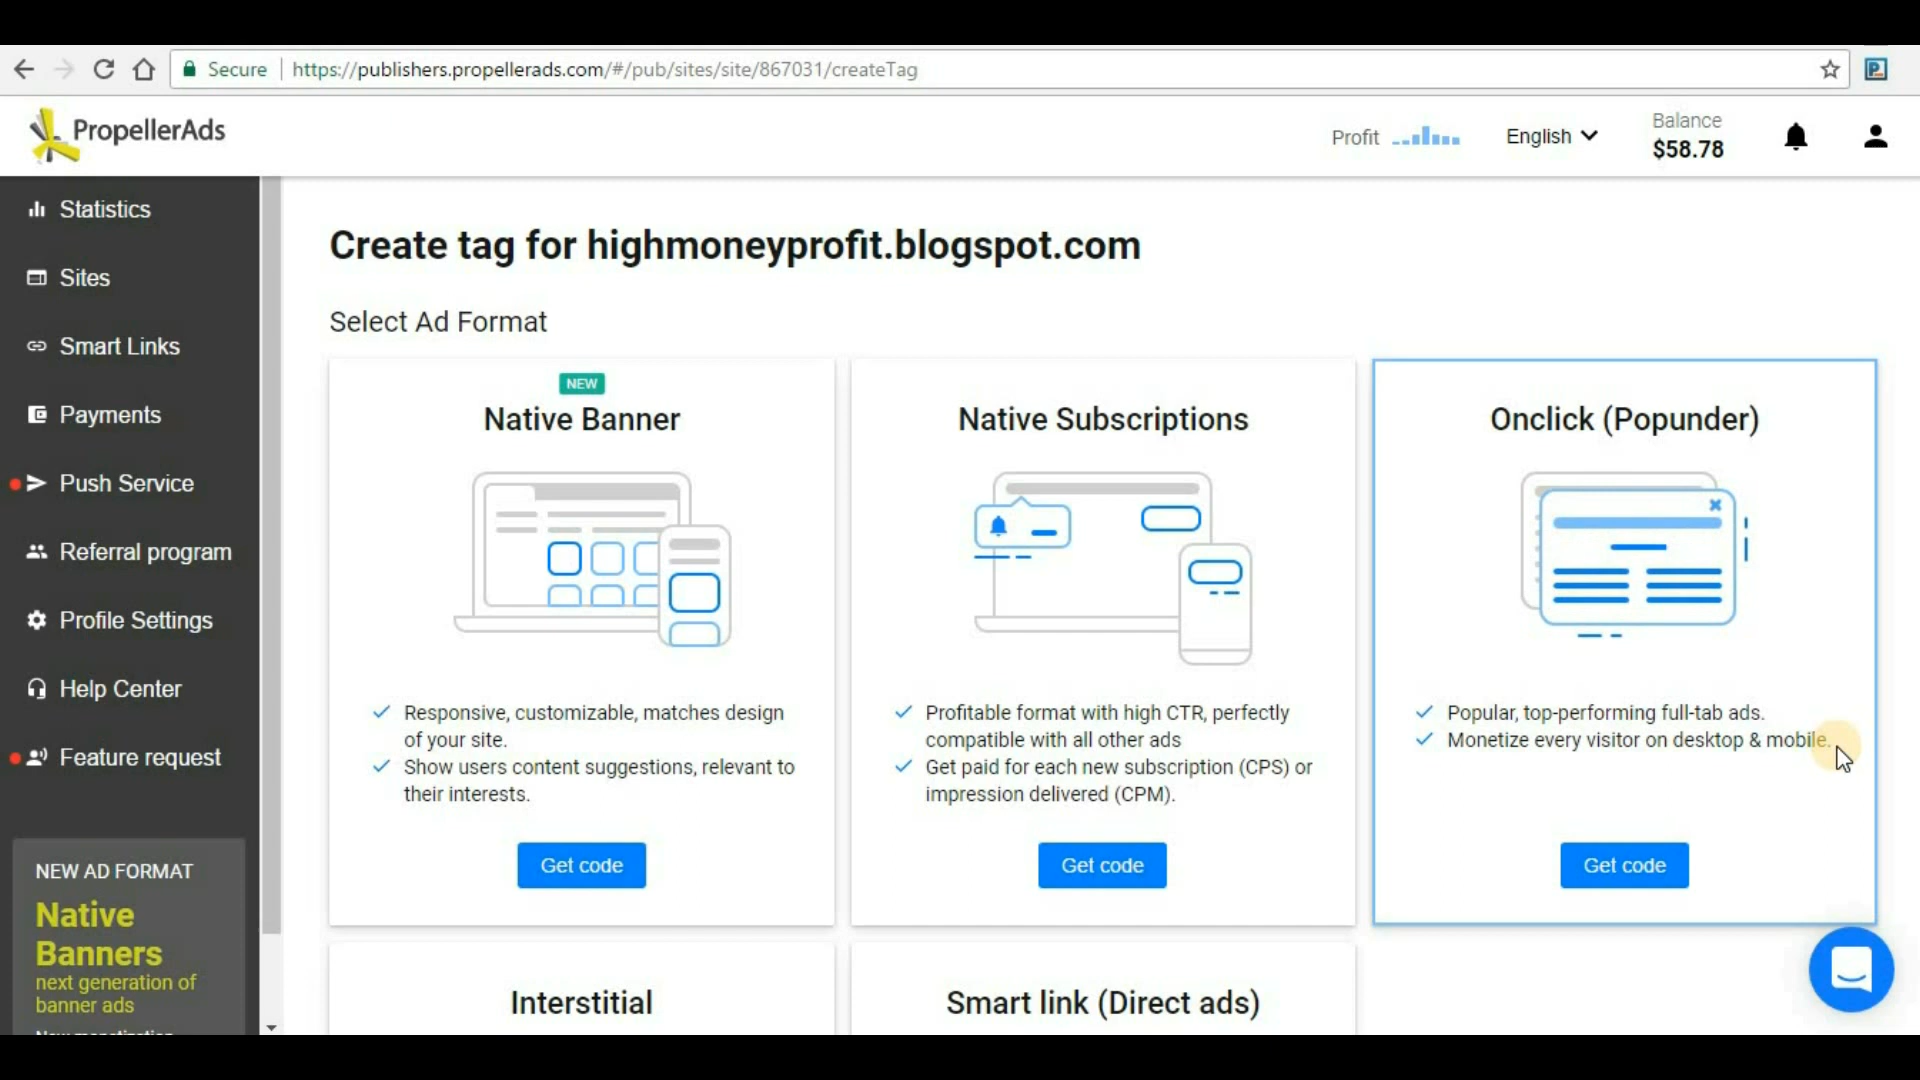 Secure https://publishers.propellerads.com/#/pub/sites/site/867031/createTag
PropellerAds
Profit
English
Balance
$58.78
Statistics
Sites
Smart Links
Payments
Push Service
Referral program
Profile Settings
Help Center
Feature request
NEW AD FORMAT
Native
Banners
next generation of
banner ads
Create tag for highmoneyprofit.blogspot.com
Select Ad Format
NEW
Native Banner
Responsive, customizable, matches design
of your site.
Show users content suggestions, relevant to
their interests.
Get code
Native Subscriptions
Profitable format with high CTR, perfectly
compatible with all other ads
Get paid for each new subscription (CPS) or
impression delivered (CPM).
Get code
Onclick (Popunder)
Popular, top-performing full-tab ads.
Monetize every visitor on desktop & mobile.
Get code
Interstitial
Smart link (Direct ads)